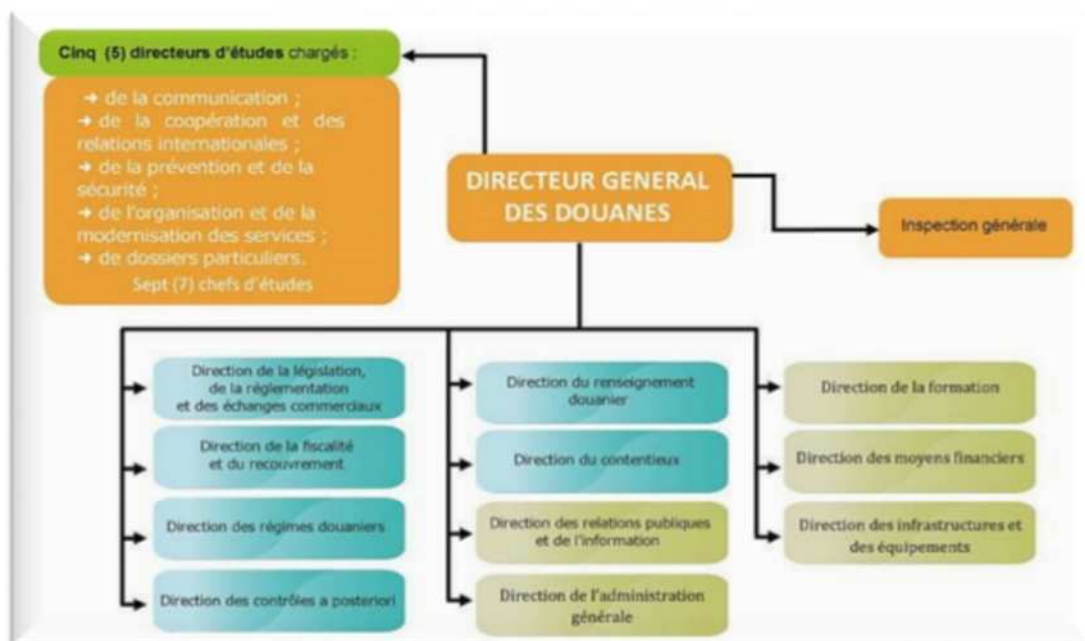 Cinq (5) directeurs d'études chargés :
➔ de la communication ;
➔ de la coopération et des
relations internationales ;
➔ de la prévention et de la
sécurité ;
➔ de l'organisation et de la
modernisation des services ;
➔ de dossiers particuliers.
Sept (7) chefs d'études
DIRECTEUR GENERAL
DES DOUANES
Inspection générale
Direction de la législation,
de la réglementation
et des échanges commerciaux
Direction de la fiscalité
et du recouvrement
Direction des régimes douaniers
Direction des contrôles a posteriori
Direction du renseignement
douanier
Direction du contentieux
Direction des relations publiques
et de l'information
Direction de l'administration
générale
Direction de la formation
Direction des moyens financiers
Direction des infrastructures et
des équipements